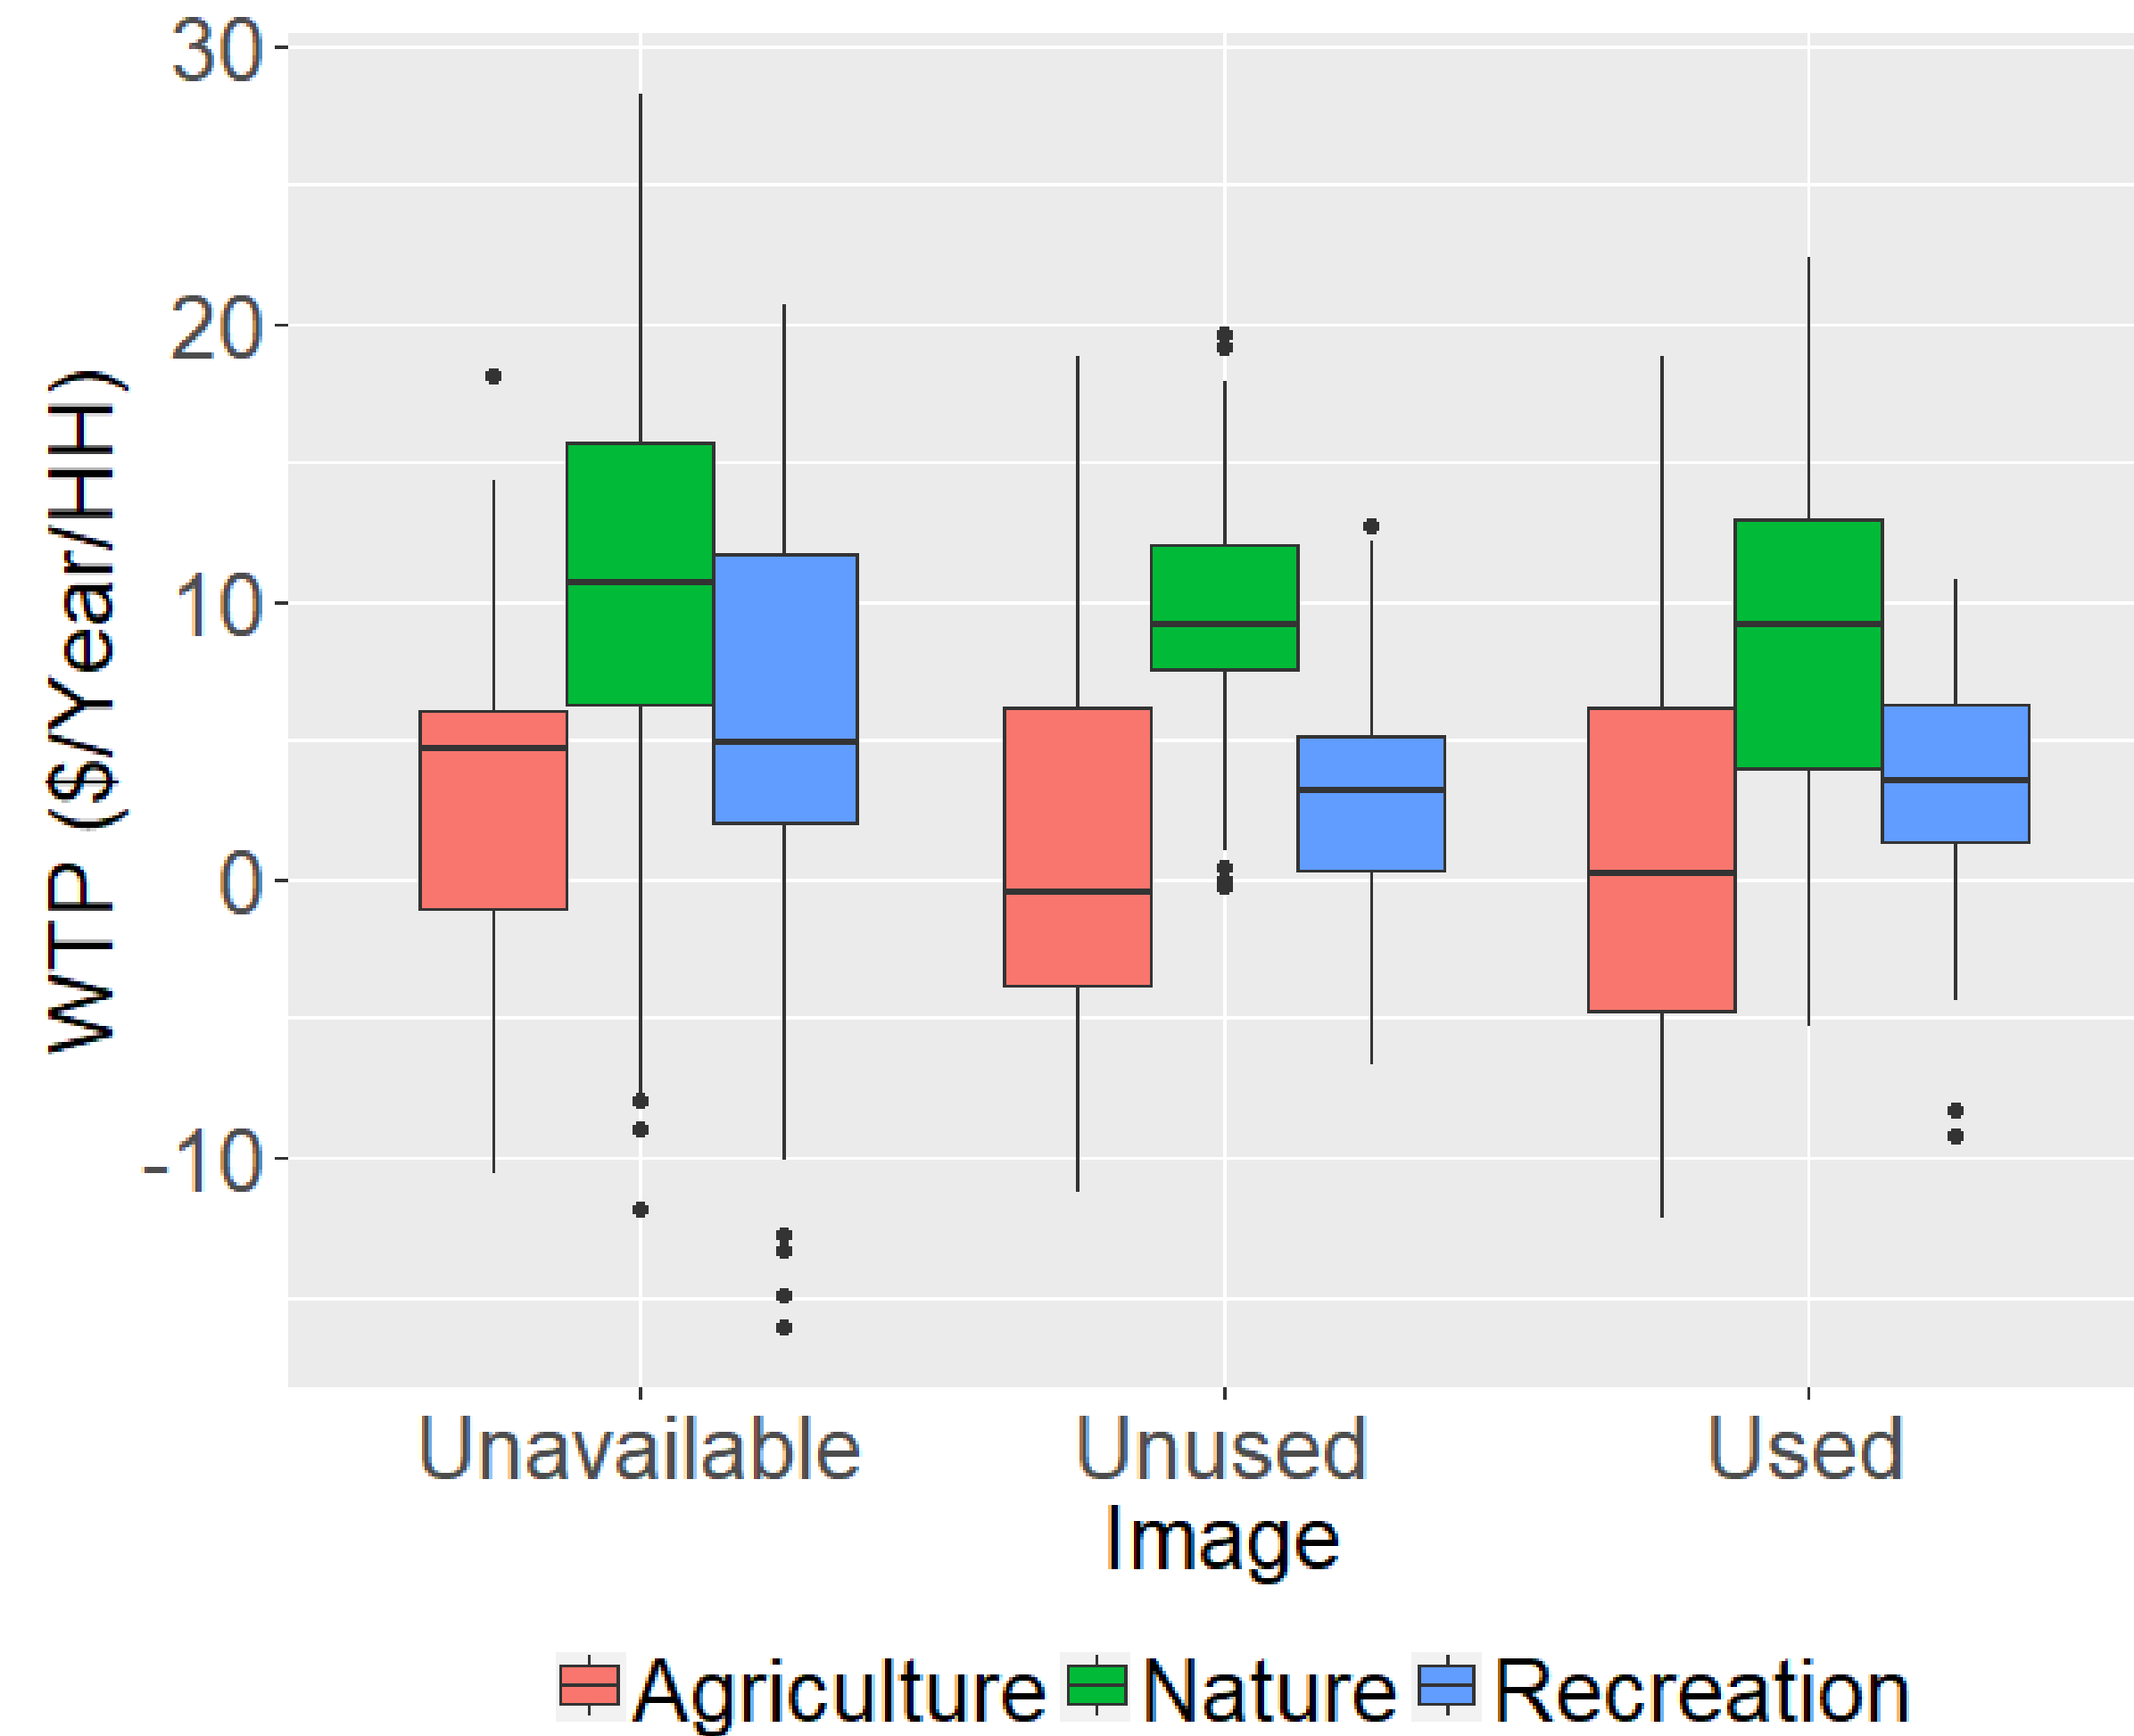 30
20
10
0
-10
WTP ($/Year/HH)
Unavailable Unused Used
Image
Agriculture Nature Recreation